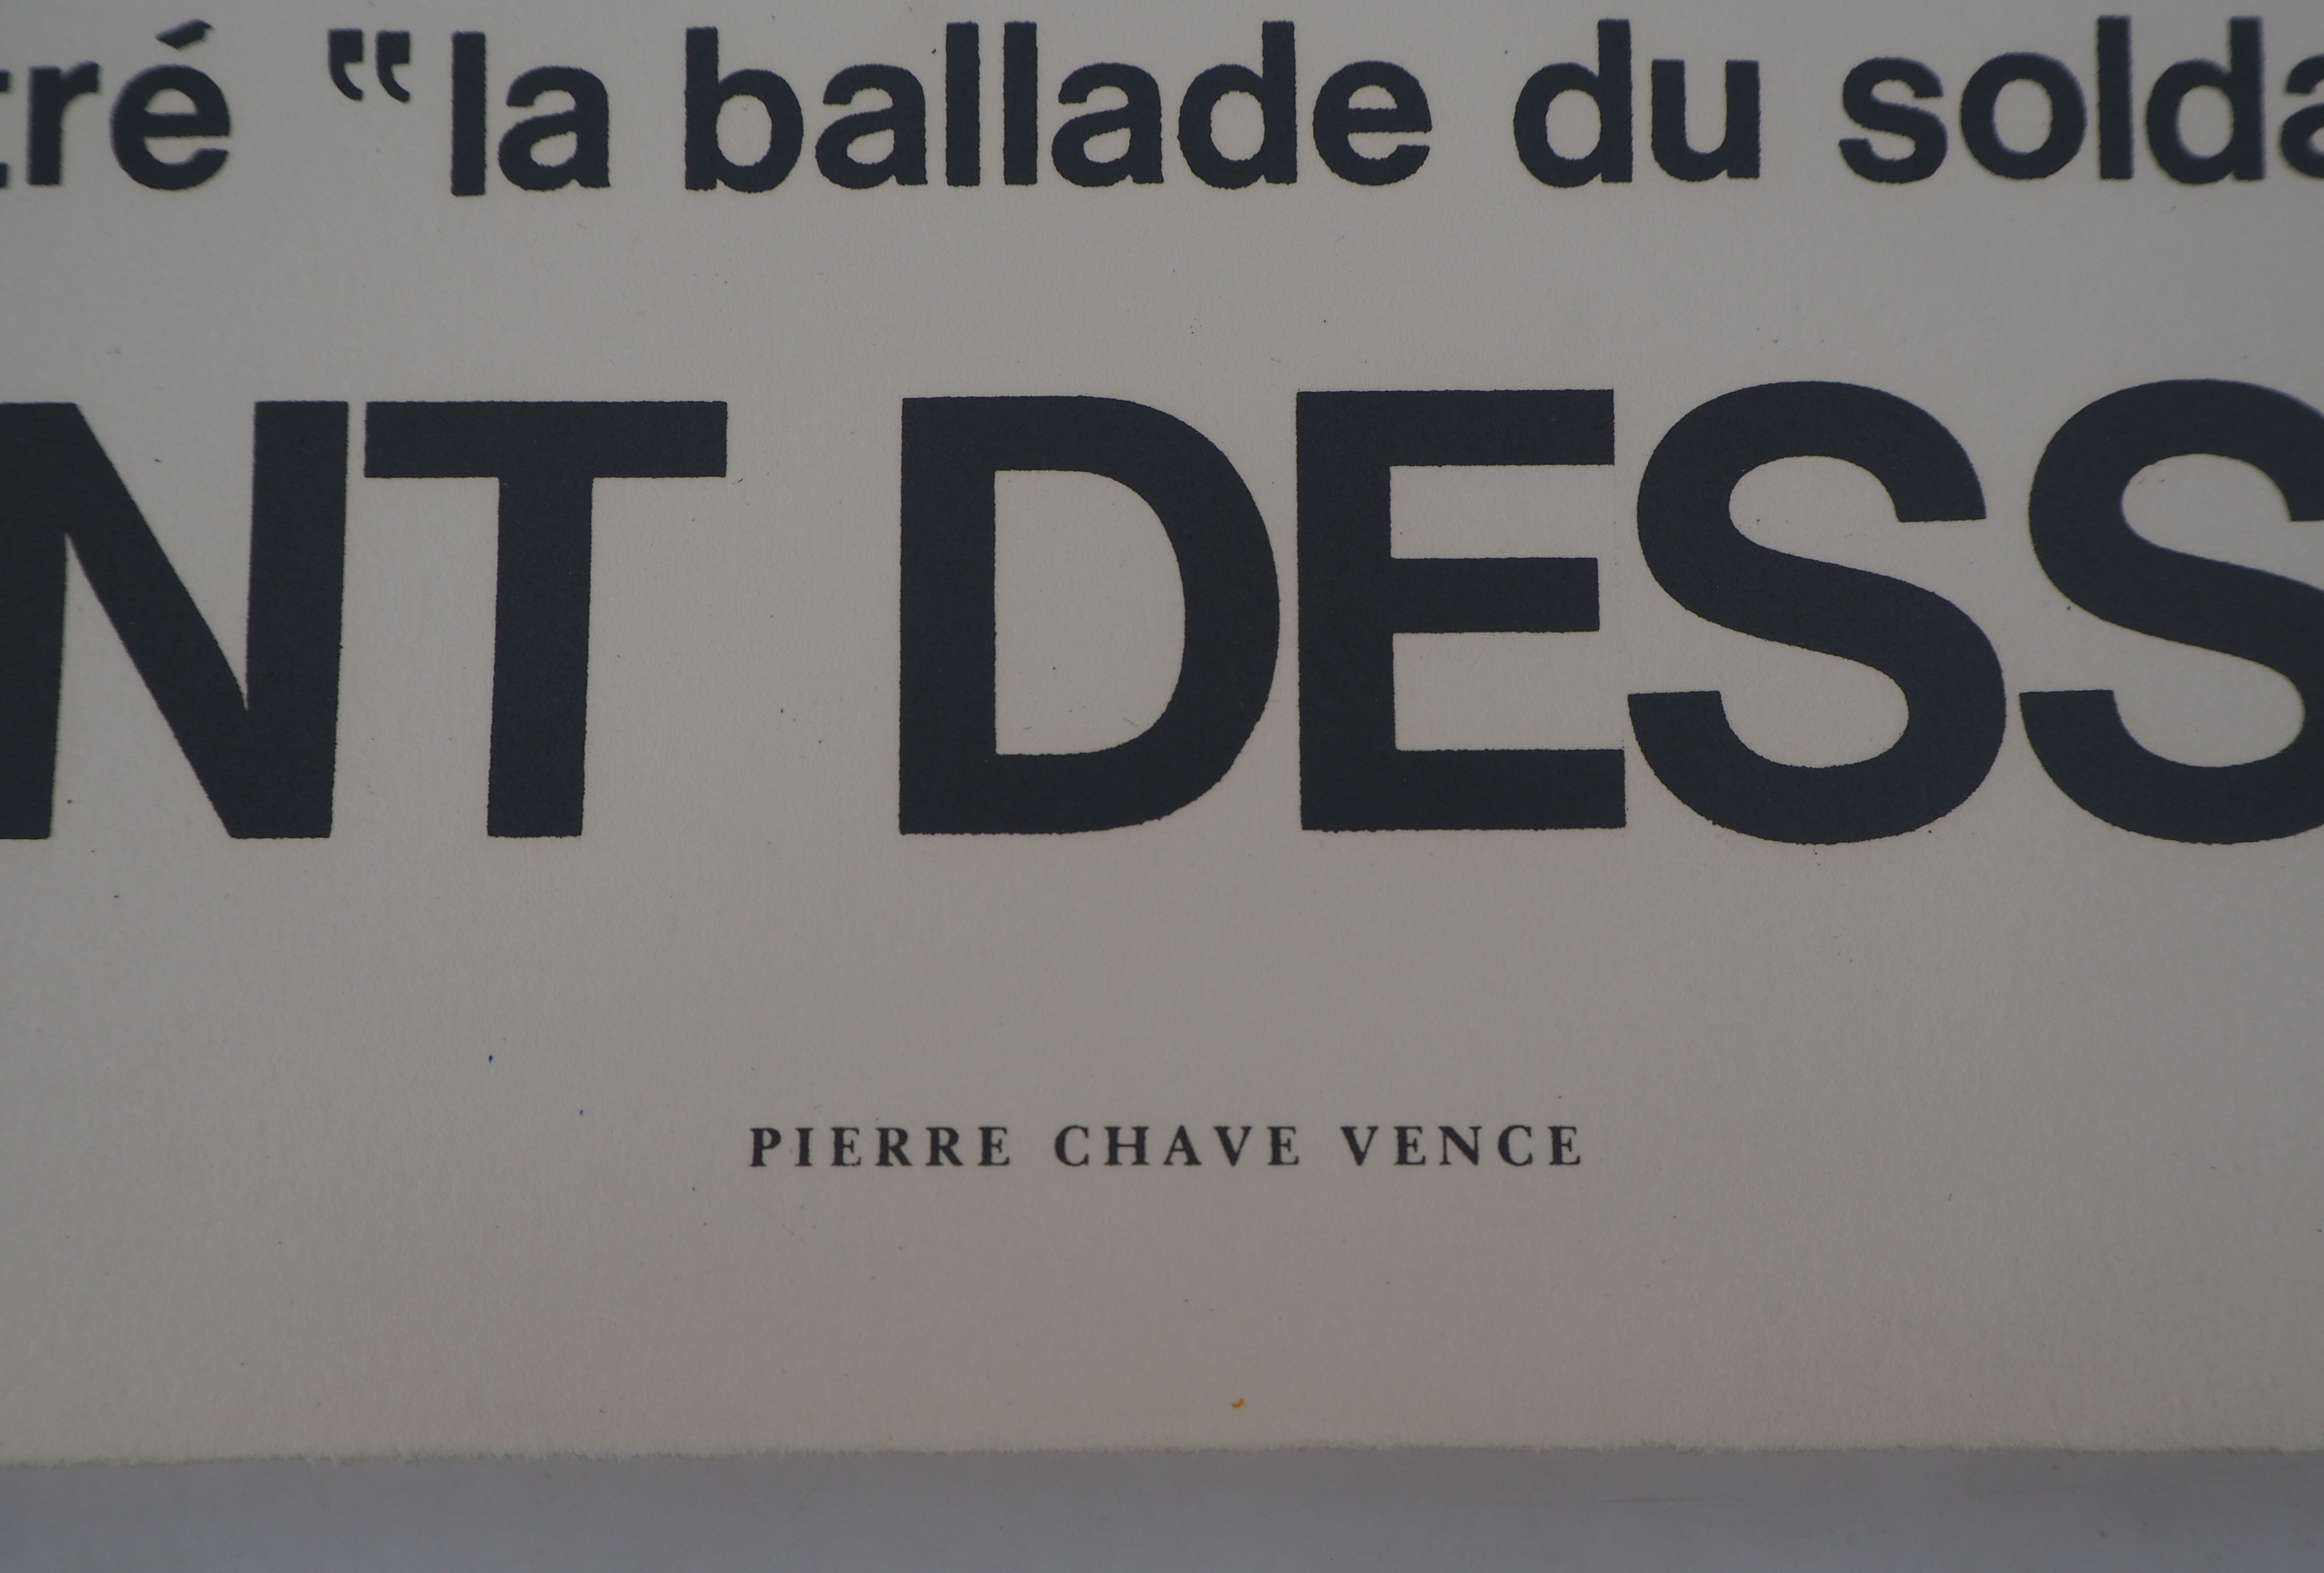 tré "la ballade du solda
NT DESS
PIERRE CHAVE VENCE